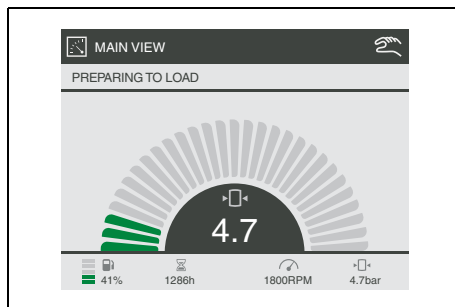 MAIN VIEW
PREPARING TO LOAD
4.7
41% 1286h 1800RPM 4.7bar